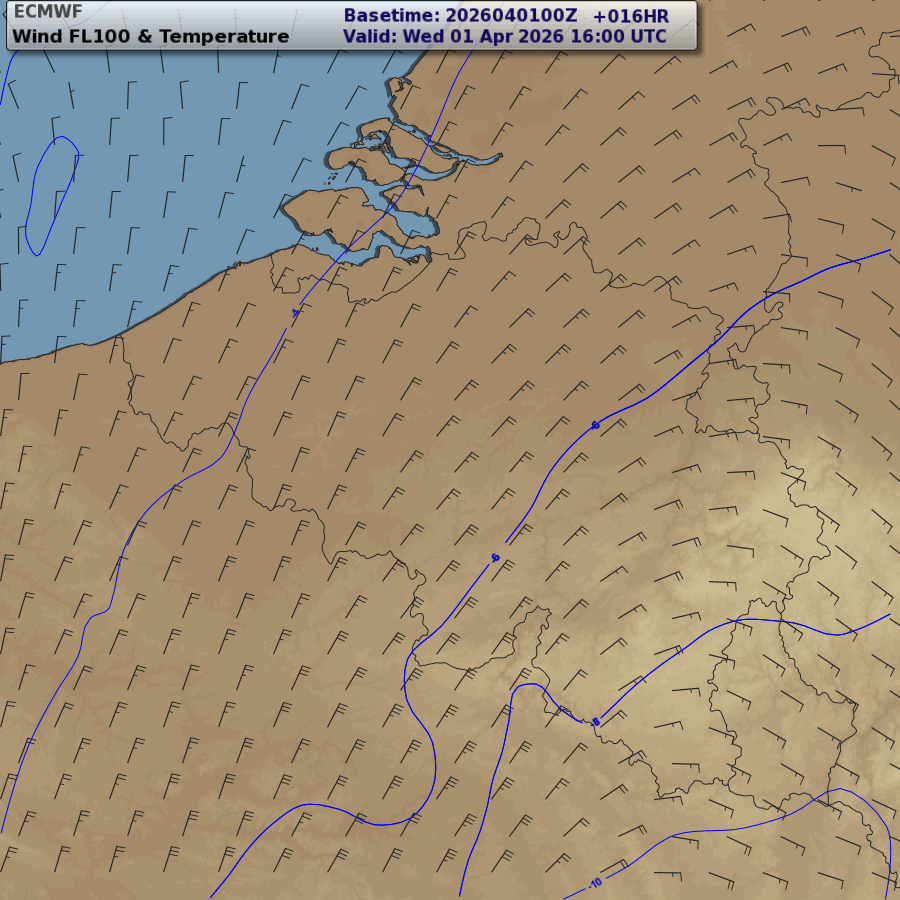 ECMWF
Basetime: 2026040100Z +016HR
Wind FL100 & Temperature
Valid: Wed 01 Apr 2026 16:00 UTC
-6
-6
-8
-10